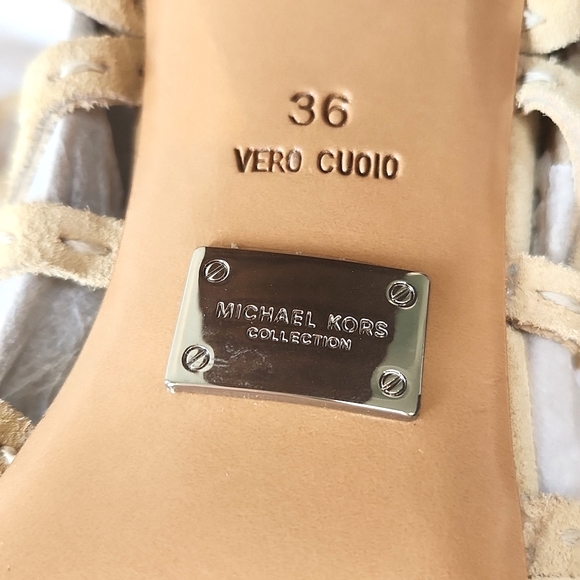 36
VERO CUOIO
MICHAEL KORS
COLLECTION